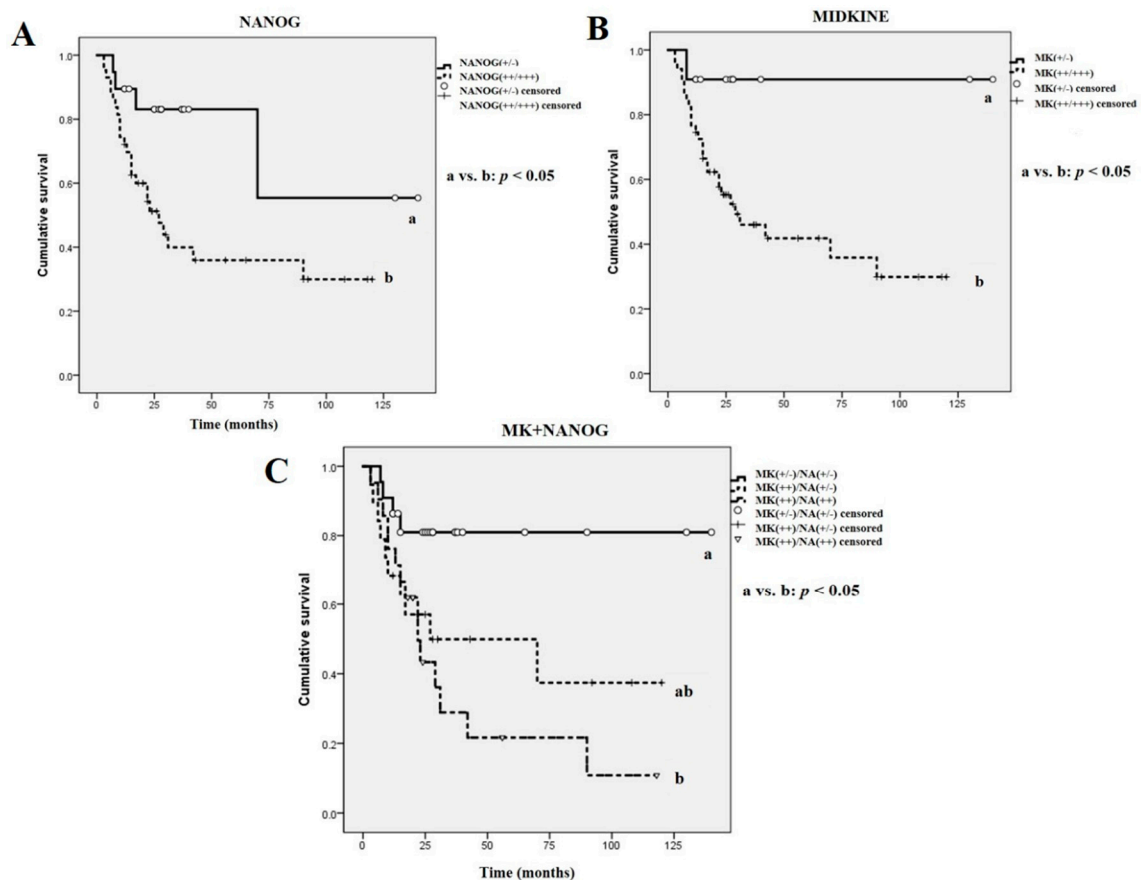 A
NANOG
Cumulative survival
1.0
0.8
0.6
0.4
0.2
0.0
0
25
50
75
100
125
Time (months)
a
b
NANOG(+/-)
NANOG(++/+++)
NANOG(+/-) censored
NANOG(++/+++) censored
a vs. b: p < 0.05
B
MIDKINE
Cumulative survival
1.0
0.8
0.6
0.4
0.2
0.0
0
25
50
75
100
125
a
b
MK(+/-)
MK(++/+++)
MK(+/-) censored
MK(++/+++) censored
a vs. b: p < 0.05
C
MK+NANOG
Cumulative survival
1.0
0.8
0.6
0.4
0.2
0.0
0
25
50
75
100
125
Time (months)
a
ab
b
MK(+/-)/NA(+/-)
MK(++)/NA(+/-)
MK(++)/NA(++)
MK(+/-)/NA(+/-) censored
MK(++)/NA(+/-) censored
MK(++)/NA(++) censored
a vs. b: p < 0.05